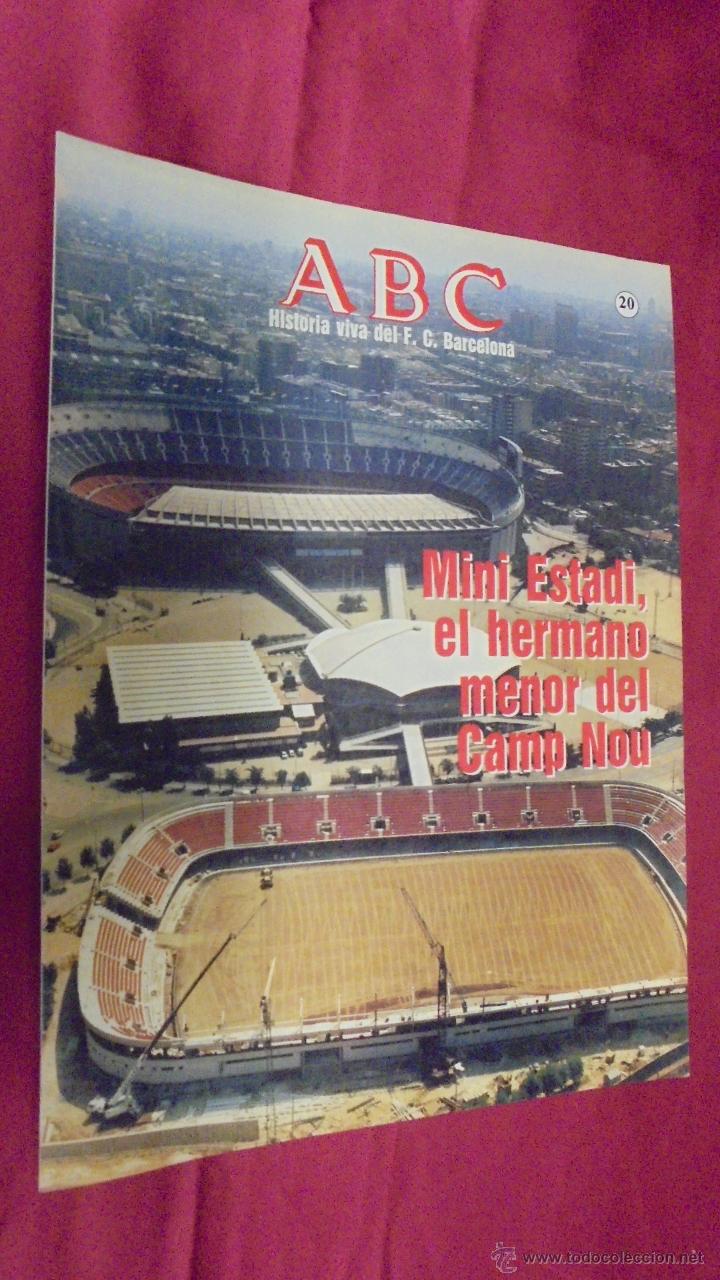 ABC
20
Historia viva del F. C. Barcelona
Mini Estadi,
el hermano
menor del
Camp Nou
© www.todocoleccion.net